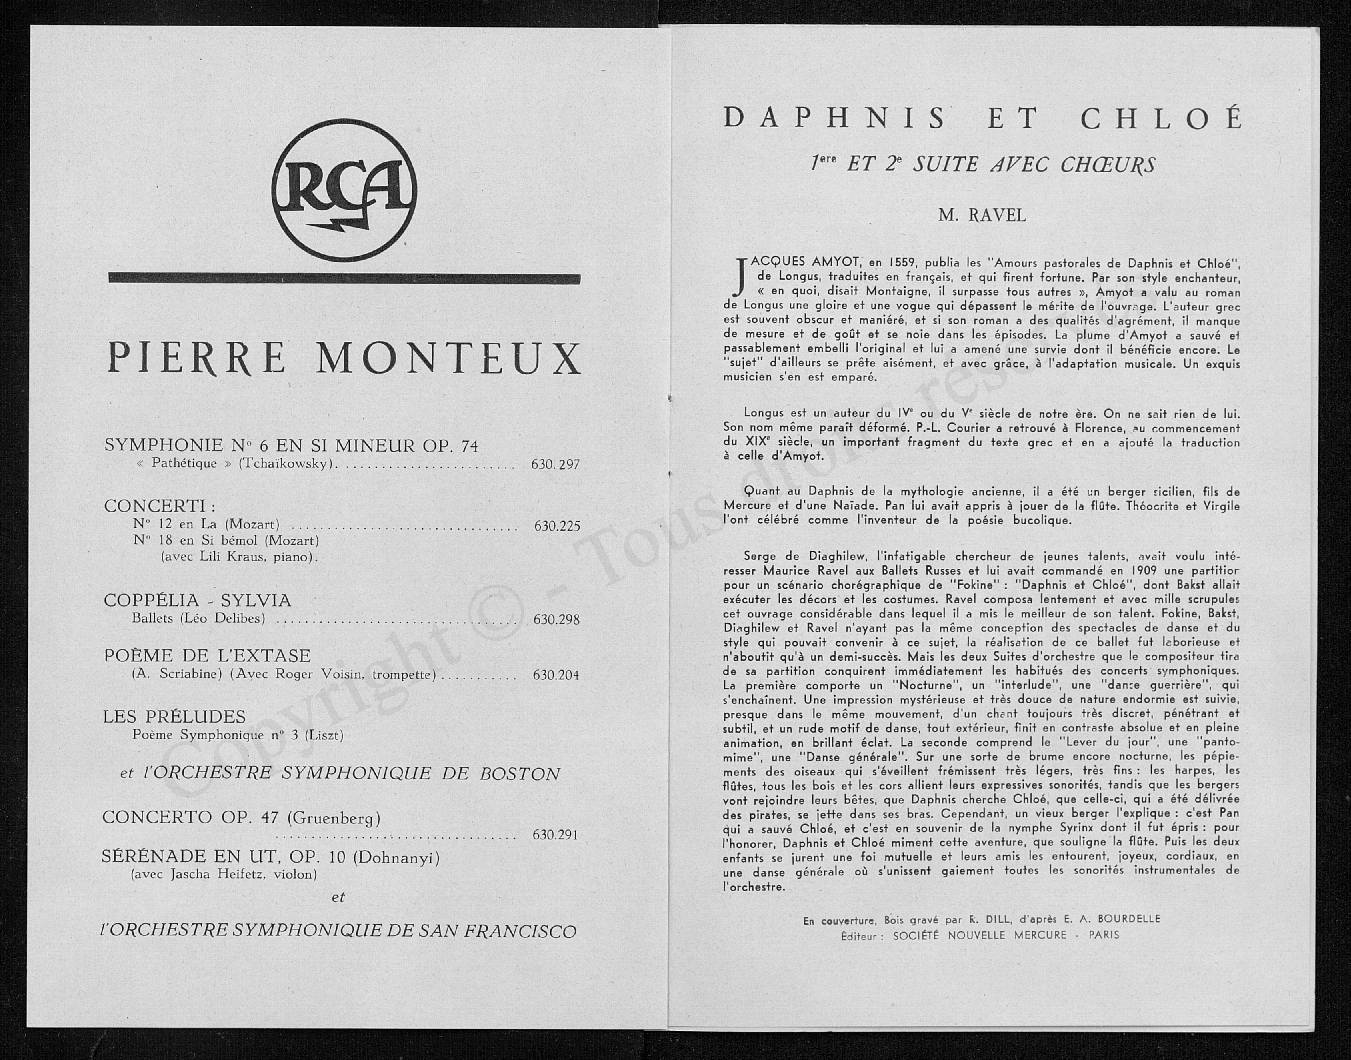 RCA
PIERRE MONTEUX
SYMPHONIE N° 6 EN SI MINEUR OP. 74
« Pathétique » (Tchaïkowsky). . . . . . . . . . . . . . . . . . . . . . . . 630.297
CONCERTI :
N° 12 en La (Mozart) . . . . . . . . . . . . . . . . . . . . . . . . . . . . . . 630.225
N° 18 en Si bémol (Mozart)
(avec Lili Kraus, piano).
COPPÉLIA - SYLVIA
Ballets (Léo Delibes) . . . . . . . . . . . . . . . . . . . . . . . . . . . . . . . . 630.298
POÈME DE L'EXTASE
(A. Scriabine) (Avec Roger Voisin, trompette) . . . . . . . . . . . 630.204
LES PRÉLUDES
Poème Symphonique n° 3 (Liszt)
et l'ORCHESTRE SYMPHONIQUE DE BOSTON
CONCERTO OP. 47 (Gruenberg)
. . . . . . . . . . . . . . . . . . . . . . . . . . . . . . . . 630.291
SÉRÉNADE EN UT, OP. 10 (Dohnanyi)
(avec Jascha Heifetz, violon)
et
l'ORCHESTRE SYMPHONIQUE DE SAN FRANCISCO
DAPHNIS ET CHLOÉ
1ere ET 2e SUITE AVEC CHŒURS
M. RAVEL
JACQUES AMYOT, en 1559, publia les "Amours pastorales de Daphnis et Chloé",
de Longus, traduites en français, et qui firent fortune. Par son style enchanteur,
« en quoi, disait Montaigne, il surpasse tous autres », Amyot a valu au roman
de Longus une gloire et une vogue qui dépassent le mérite de l'ouvrage. L'auteur grec
est souvent obscur et maniéré, et si son roman a des qualités d'agrément, il manque
de mesure et de goût et se noie dans les épisodes. La plume d'Amyot a sauvé et
passablement embelli l'original et lui a amené une survie dont il bénéficie encore. Le
"sujet" d'ailleurs se prête aisément, et avec grâce, à l'adaptation musicale. Un exquis
musicien s'en est emparé.
Longus est un auteur du IVe ou du Ve siècle de notre ère. On ne sait rien de lui.
Son nom même paraît déformé. P.-L. Courier a retrouvé à Florence, au commencement
du XIXe siècle, un important fragment du texte grec et en a ajouté la traduction
à celle d'Amyot.
Quant au Daphnis de la mythologie ancienne, il a été un berger sicilien, fils de
Mercure et d'une Naïade. Pan lui avait appris à jouer de la flûte. Théocrite et Virgile
l'ont célébré comme l'inventeur de la poésie bucolique.
Serge de Diaghilew, l'infatigable chercheur de jeunes talents, avait voulu inté-
resser Maurice Ravel aux Ballets Russes et lui avait commandé en 1909 une partition
pour un scénario chorégraphique de "Fokine" : "Daphnis et Chloé", dont Bakst allait
exécuter les décors et les costumes. Ravel composa lentement et avec mille scrupules
cet ouvrage considérable dans lequel il a mis le meilleur de son talent. Fokine, Bakst,
Diaghilew et Ravel n'ayant pas la même conception des spectacles de danse et du
style qui pouvait convenir à ce sujet, la réalisation de ce ballet fut laborieuse et
n'aboutit qu'à un demi-succès. Mais les deux Suites d'orchestre que le compositeur tira
de sa partition conquirent immédiatement les habitués des concerts symphoniques.
La première comporte un "Nocturne", un "interlude", une "danse guerrière", qui
s'enchaînent. Une impression mystérieuse et très douce de nature endormie est suivie,
presque dans le même mouvement, d'un chant toujours très discret, pénétrant et
subtil, et un rude motif de danse, tout extérieur, finit en contraste absolue et en pleine
animation, en brillant éclat. La seconde comprend le "Lever du jour", une "panto-
mime", une "Danse générale". Sur une sorte de brume encore nocturne, les pépie-
ments des oiseaux qui s'éveillent frémissent très légers, très fins : les harpes, les
flûtes, tous les bois et les cors allient leurs expressives sonorités, tandis que les bergers
vont rejoindre leurs bêtes, que Daphnis cherche Chloé, que celle-ci, qui a été délivrée
des pirates, se jette dans ses bras. Cependant, un vieux berger l'explique : c'est Pan
qui a sauvé Chloé, et c'est en souvenir de la nymphe Syrinx dont il fut épris : pour
l'honorer, Daphnis et Chloé miment cette aventure, que souligne la flûte. Puis les deux
enfants se jurent une foi mutuelle et leurs amis les entourent, joyeux, cordiaux, en
une danse générale où s'unissent gaiement toutes les sonorités instrumentales de
l'orchestre.
En couverture, Bois gravé par R. DILL, d'après E. A. BOURDELLE
Éditeur : SOCIÉTÉ NOUVELLE MERCURE - PARIS
Copyright © - Tous droits réservés